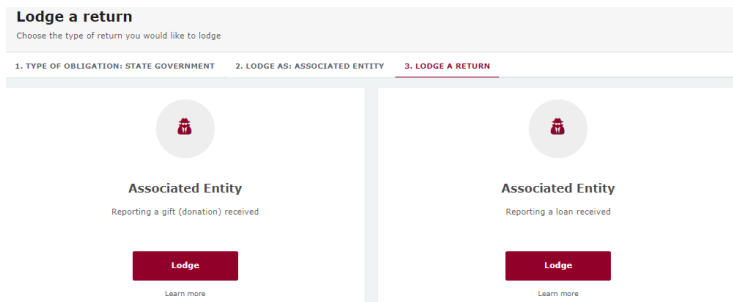 Lodge a return
Choose the type of return you would like to lodge
1. TYPE OF OBLIGATION: STATE GOVERNMENT 2. LODGE AS: ASSOCIATED ENTITY 3. LODGE A RETURN
Associated Entity
Reporting a gift (donation) received
Lodge
Learn more
Associated Entity
Reporting a loan received
Lodge
Learn more